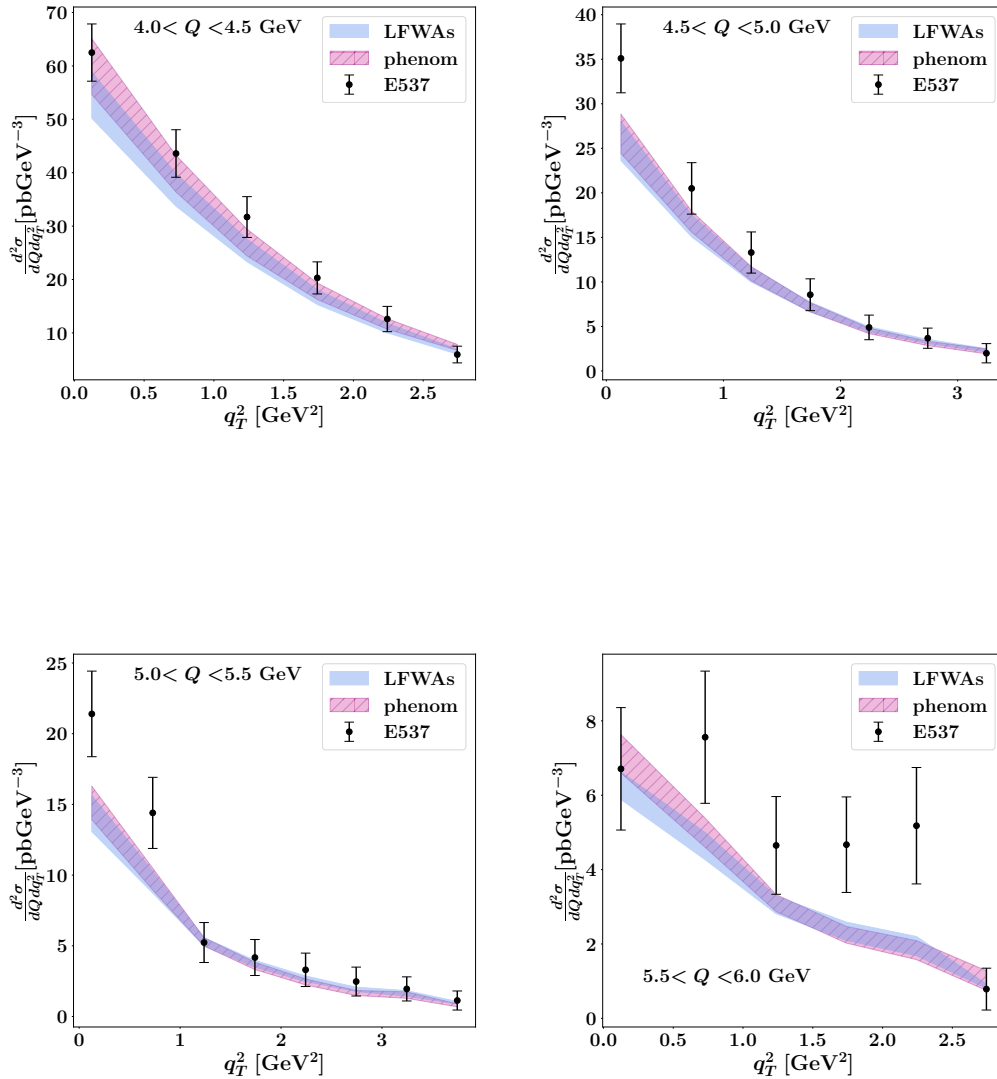 4.0< Q <4.5 GeV
LFWAs
phenom
E537
70
60
50
40
30
20
10
d²σ/dQdq_T² [pbGeV⁻³]
0.0 0.5 1.0 1.5 2.0 2.5
q_T² [GeV²]
4.5< Q <5.0 GeV
LFWAs
phenom
E537
40
35
30
25
20
15
10
5
0
d²σ/dQdq_T² [pbGeV⁻³]
0 1 2 3
q_T² [GeV²]
5.0< Q <5.5 GeV
LFWAs
phenom
E537
25
20
15
10
5
0
d²σ/dQdq_T² [pbGeV⁻³]
0 1 2 3
q_T² [GeV²]
LFWAs
phenom
E537
8
6
4
2
0
d²σ/dQdq_T² [pbGeV⁻³]
5.5< Q <6.0 GeV
0.0 0.5 1.0 1.5 2.0 2.5
q_T² [GeV²]